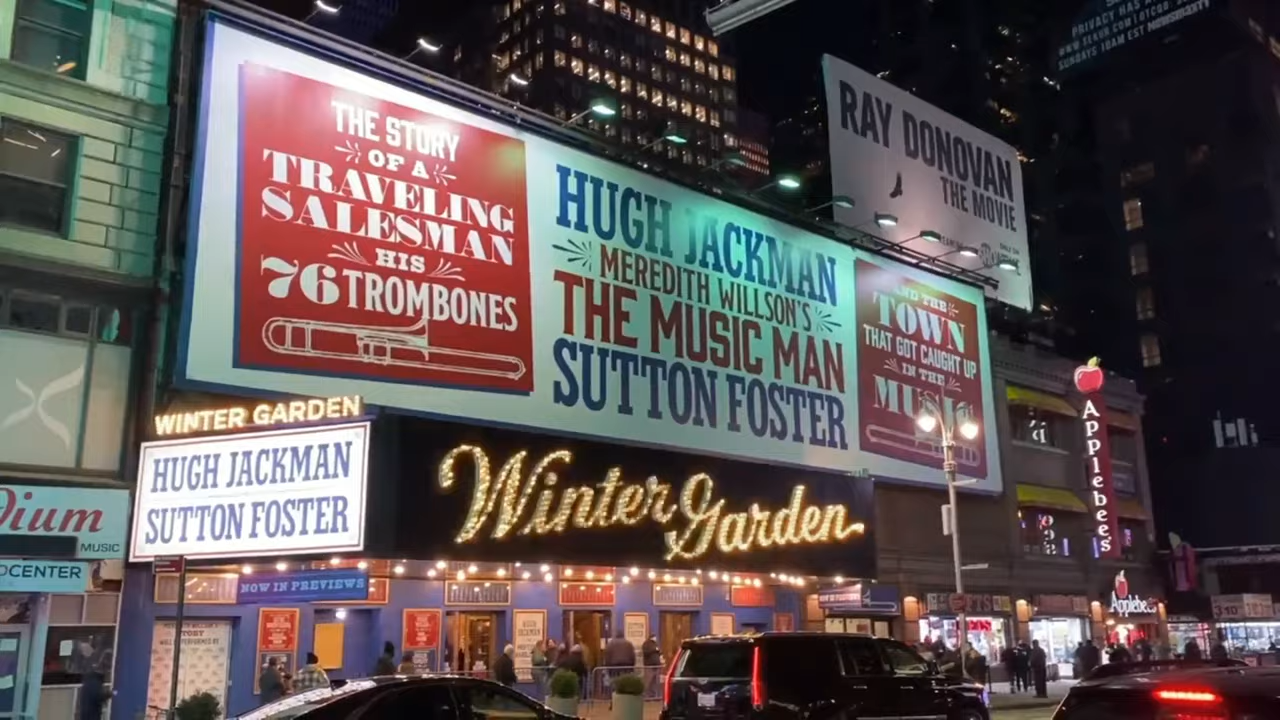 THE STORY
OF A
TRAVELING
SALESMAN
HIS
76 TROMBONES
HUGH JACKMAN
MEREDITH WILLSON'S
THE MUSIC MAN
SUTTON FOSTER
AND THE
TOWN
THAT GOT CAUGHT UP
IN THE
MUSIC
RAY DONOVAN
THE MOVIE
WINTER GARDEN
HUGH JACKMAN
SUTTON FOSTER
Winter Garden
NOW IN PREVIEWS
MUSIC
Applebee's
Applebee's